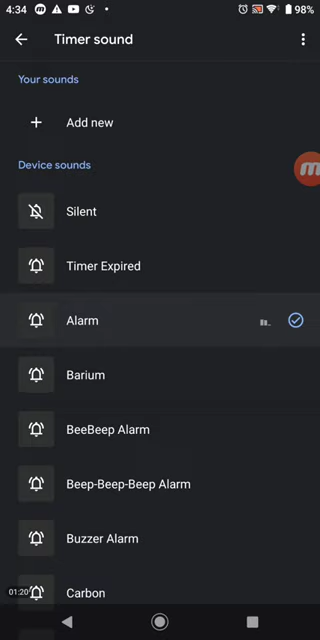 4:34
98%
Timer sound
Your sounds
Add new
Device sounds
Silent
Timer Expired
Alarm
Barium
BeeBeep Alarm
Beep-Beep-Beep Alarm
Buzzer Alarm
01:20
Carbon